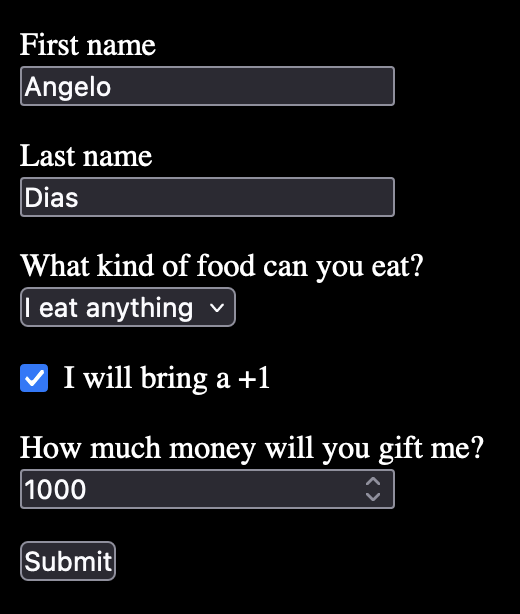 First name
Angelo
Last name
Dias
What kind of food can you eat?
I eat anything
I will bring a +1
How much money will you gift me?
1000
Submit